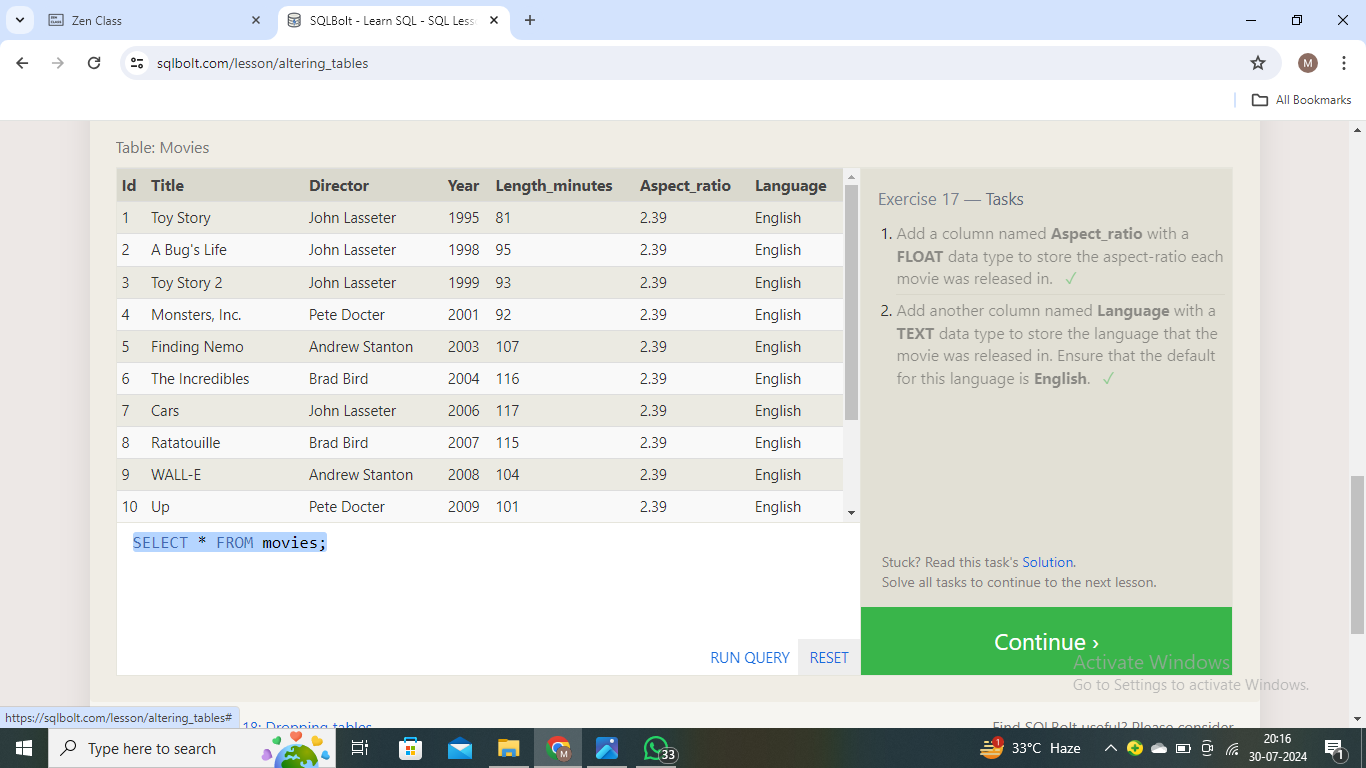 Zen Class
SQLBolt - Learn SQL - SQL Less
sqlbolt.com/lesson/altering_tables
M
All Bookmarks
Table: Movies
Id Title Director Year Length_minutes Aspect_ratio Language
1 Toy Story John Lasseter 1995 81 2.39 English
2 A Bug's Life John Lasseter 1998 95 2.39 English
3 Toy Story 2 John Lasseter 1999 93 2.39 English
4 Monsters, Inc. Pete Docter 2001 92 2.39 English
5 Finding Nemo Andrew Stanton 2003 107 2.39 English
6 The Incredibles Brad Bird 2004 116 2.39 English
7 Cars John Lasseter 2006 117 2.39 English
8 Ratatouille Brad Bird 2007 115 2.39 English
9 WALL-E Andrew Stanton 2008 104 2.39 English
10 Up Pete Docter 2009 101 2.39 English
SELECT * FROM movies;
RUN QUERY RESET
Exercise 17 — Tasks
1. Add a column named Aspect_ratio with a
FLOAT data type to store the aspect-ratio each
movie was released in. ✓
2. Add another column named Language with a
TEXT data type to store the language that the
movie was released in. Ensure that the default
for this language is English. ✓
Stuck? Read this task's Solution.
Solve all tasks to continue to the next lesson.
Continue ›
Activate Windows
Go to Settings to activate Windows.
https://sqlbolt.com/lesson/altering_tables#
18: Dropping tables
Find SQLBolt useful? Please consider
Type here to search
M
33
1
33°C Haze
20:16
30-07-2024
1